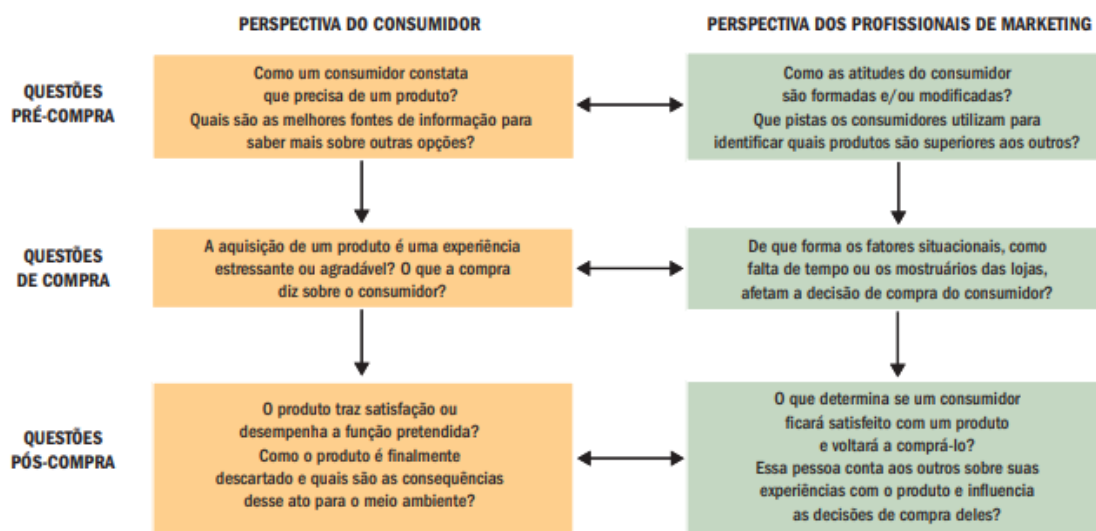 PERSPECTIVA DO CONSUMIDOR
PERSPECTIVA DOS PROFISSIONAIS DE MARKETING
QUESTÕES
PRÉ-COMPRA
Como um consumidor constata
que precisa de um produto?
Quais são as melhores fontes de informação para
saber mais sobre outras opções?
Como as atitudes do consumidor
são formadas e/ou modificadas?
Que pistas os consumidores utilizam para
identificar quais produtos são superiores aos outros?
QUESTÕES
DE COMPRA
A aquisição de um produto é uma experiência
estressante ou agradável? O que a compra
diz sobre o consumidor?
De que forma os fatores situacionais, como
falta de tempo ou os mostruários das lojas,
afetam a decisão de compra do consumidor?
QUESTÕES
PÓS-COMPRA
O produto traz satisfação ou
desempenha a função pretendida?
Como o produto é finalmente
descartado e quais são as consequências
desse ato para o meio ambiente?
O que determina se um consumidor
ficará satisfeito com um produto
e voltará a comprá-lo?
Essa pessoa conta aos outros sobre suas
experiências com o produto e influencia
as decisões de compra deles?